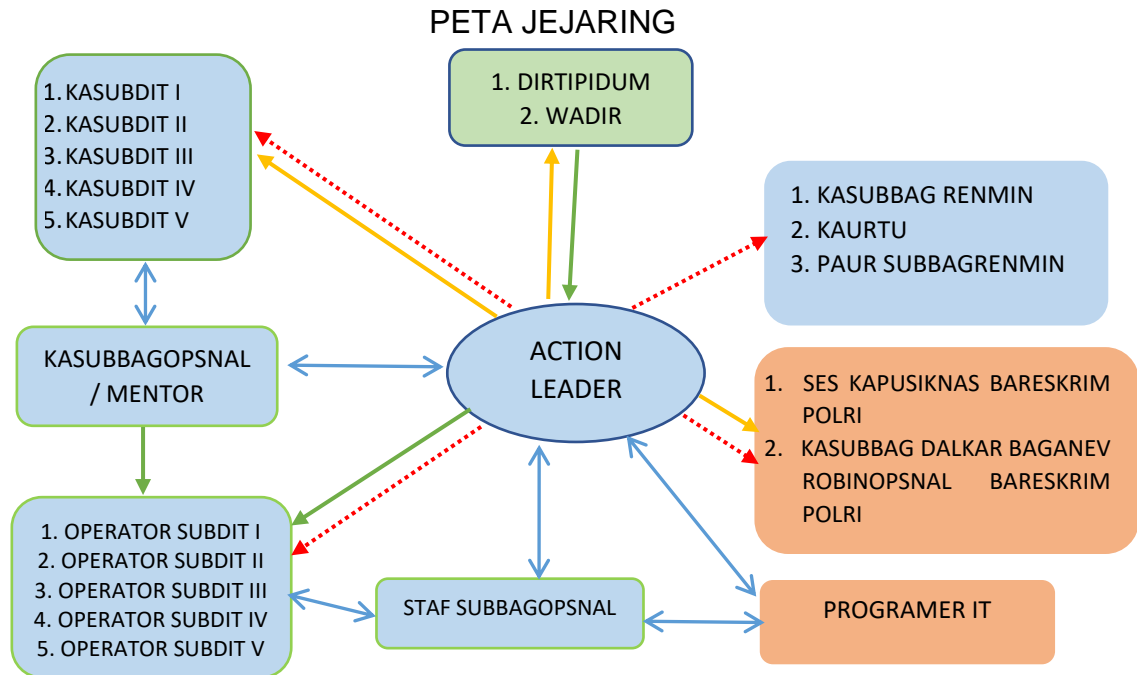 PETA JEJARING
1. KASUBDIT I
2. KASUBDIT II
3. KASUBDIT III
4. KASUBDIT IV
5. KASUBDIT V
1. DIRTIPIDUM
2. WADIR
1. KASUBBAG RENMIN
2. KAURTU
3. PAUR SUBBAGRENMIN
KASUBBAGOPSNAL
/ MENTOR
ACTION
LEADER
1. SES KAPUSIKNAS BARESKRIM
POLRI
2. KASUBBAG DALKAR BAGANEV
ROBINOPSNAL BARESKRIM
POLRI
1. OPERATOR SUBDIT I
2. OPERATOR SUBDIT II
3. OPERATOR SUBDIT III
4. OPERATOR SUBDIT IV
5. OPERATOR SUBDIT V
STAF SUBBAGOPSNAL
PROGRAMER IT